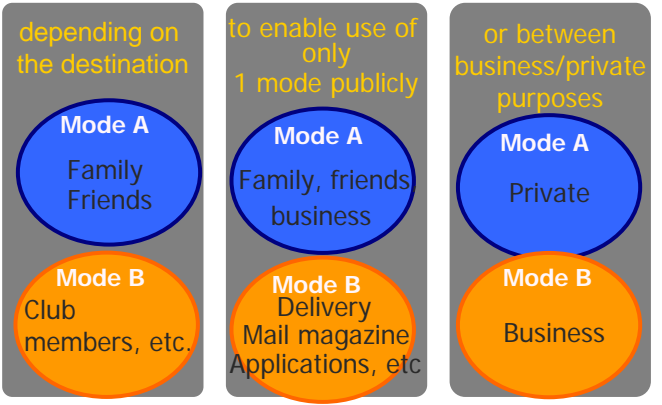 depending on
the destination
Mode A
Family
Friends
Mode B
Club
members, etc.
to enable use of
only
1 mode publicly
Mode A
Family, friends
business
Mode B
Delivery
Mail magazine
Applications, etc
or between
business/private
purposes
Mode A
Private
Mode B
Business